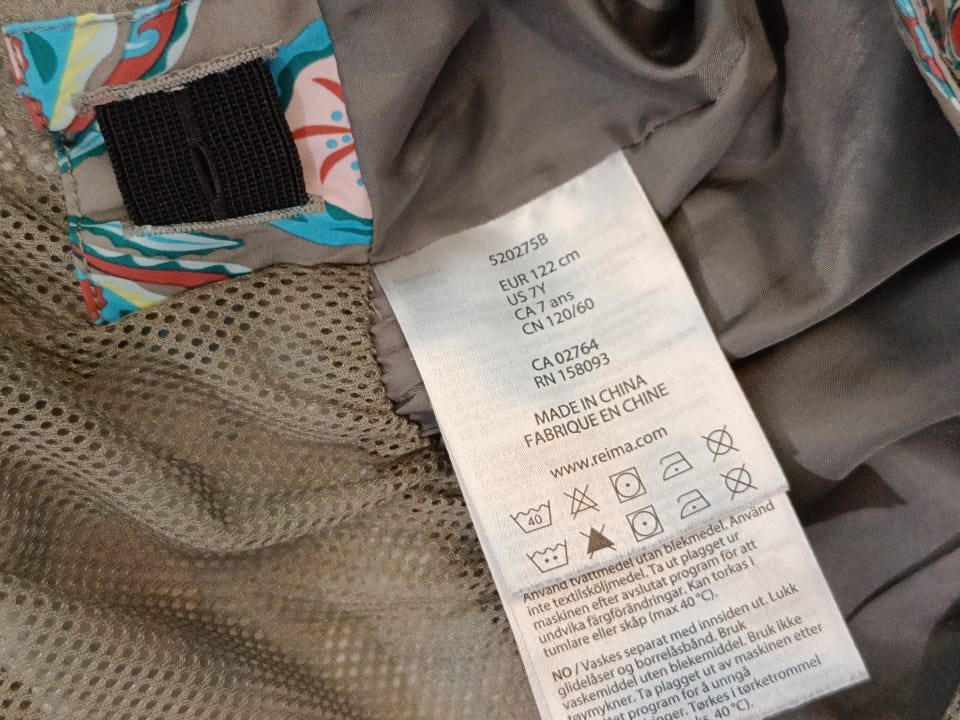 520275B
EUR 122 cm
US 7Y
CA 7 ans
CN 120/60
CA 02764
RN 158093
MADE IN CHINA
FABRIQUE EN CHINE
www.reima.com
40
Använd tvättmedel utan blekmedel. Använd
inte textilsköljmedel. Ta ut plagget ur
maskinen efter avslutat program för att
undvika färgförändringar. Kan torkas i
tumlare eller skåp (max 40 °C).
NO / Vaskes separat med innsiden ut. Lukk
glidelåser og borrelåsbånd. Bruk
vaskemiddel uten blekemiddel. Bruk ikke
tøymykner. Ta plagget ut av maskinen etter
program for å unngå
Tørkes i tørketrommel
40 °C).